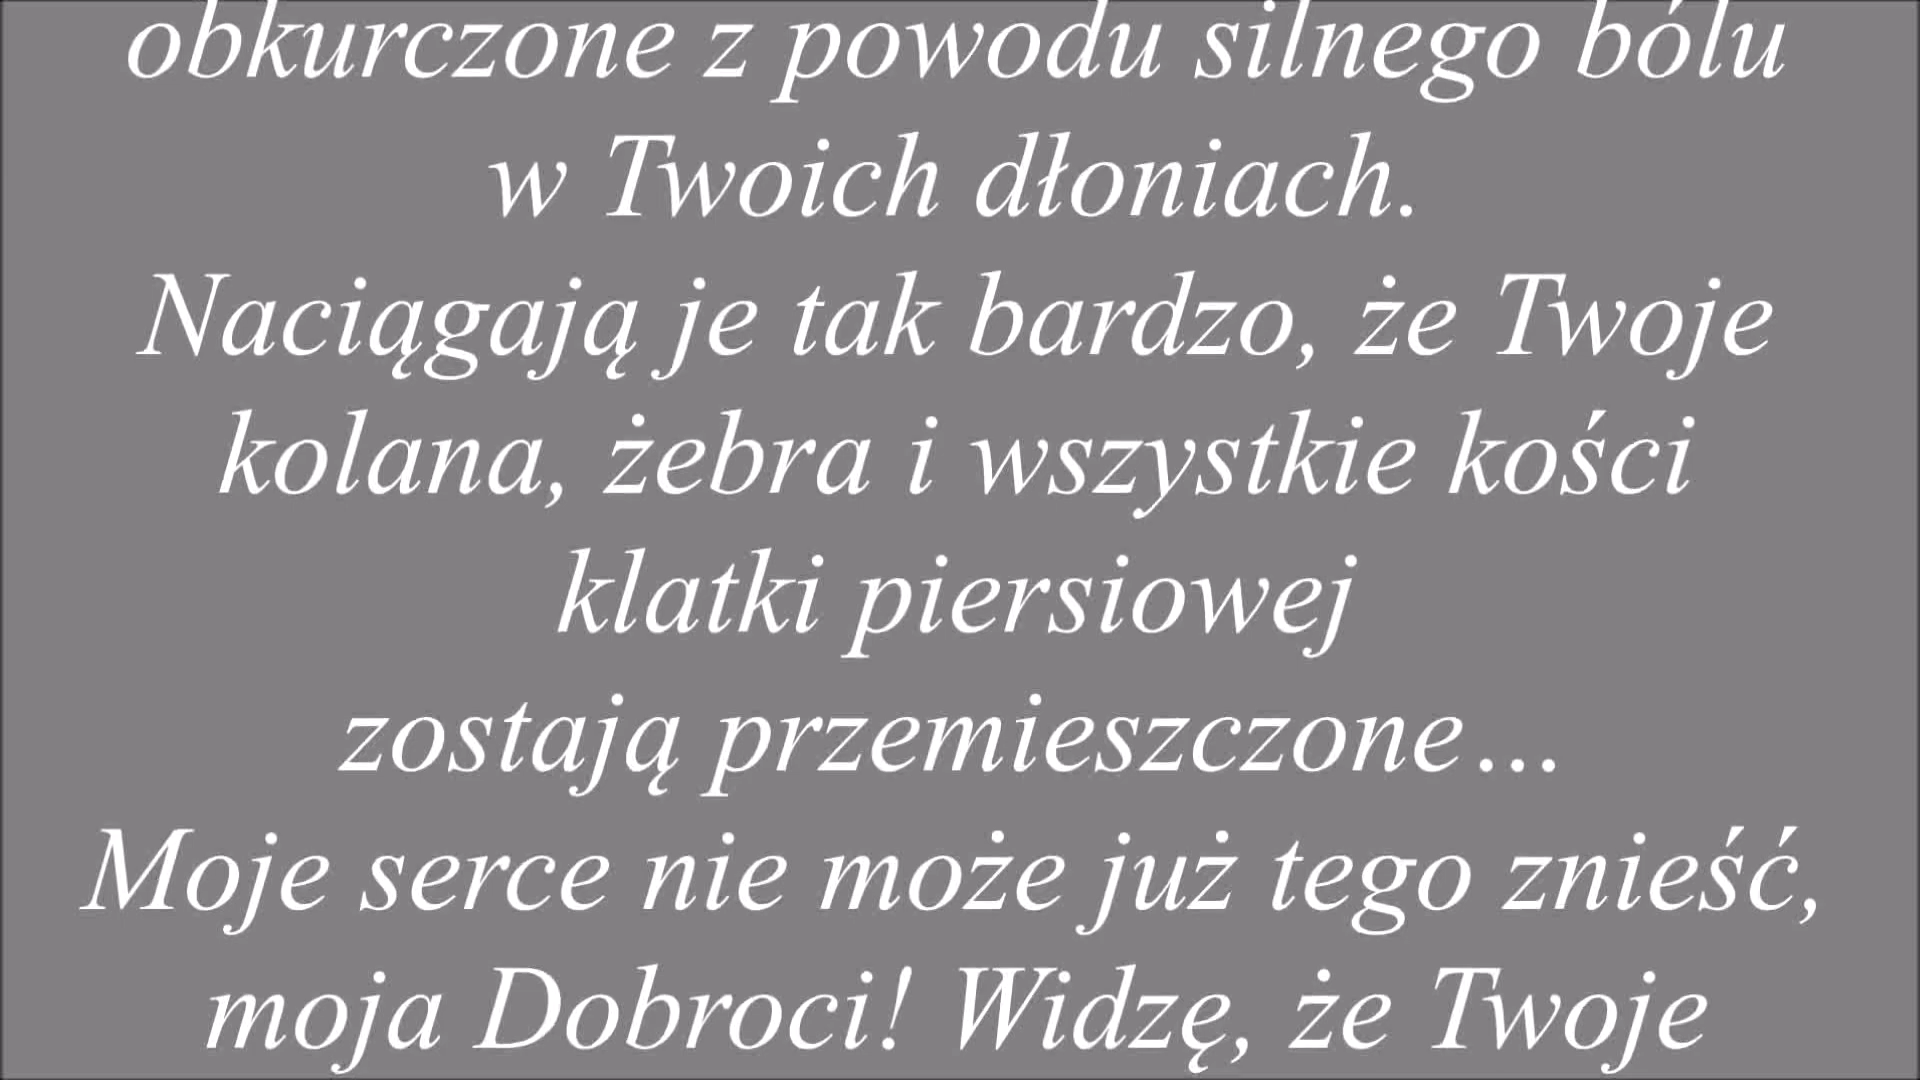 obkurczone z powodu silnego bólu
w Twoich dłoniach.
Naciągają je tak bardzo, że Twoje
kolana, żebra i wszystkie kości
klatki piersiowej
zostają przemieszczone…
Moje serce nie może już tego znieść,
moja Dobroci! Widzę, że Twoje